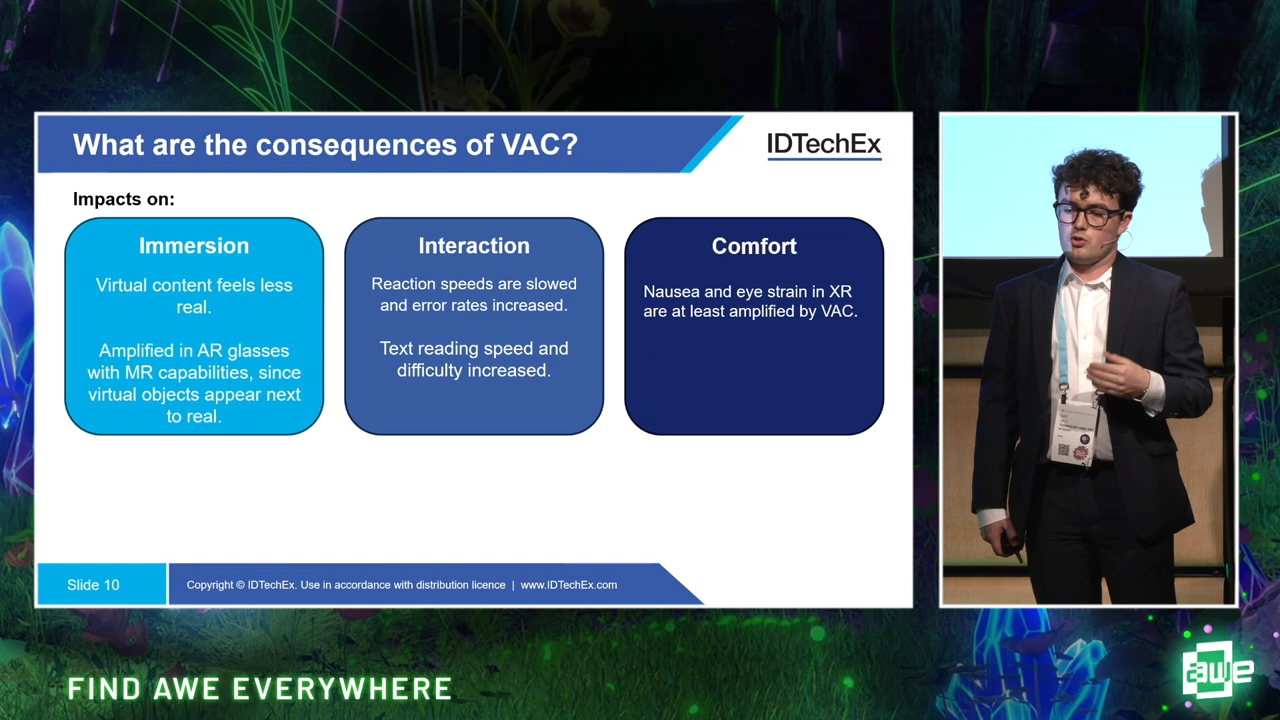 What are the consequences of VAC?
IDTechEx
Impacts on:
Immersion
Virtual content feels less
real.
Amplified in AR glasses
with MR capabilities, since
virtual objects appear next
to real.
Interaction
Reaction speeds are slowed
and error rates increased.
Text reading speed and
difficulty increased.
Comfort
Nausea and eye strain in XR
are at least amplified by VAC.
Slide 10
Copyright © IDTechEx. Use in accordance with distribution licence | www.IDTechEx.com
FIND AWE EVERYWHERE
awe